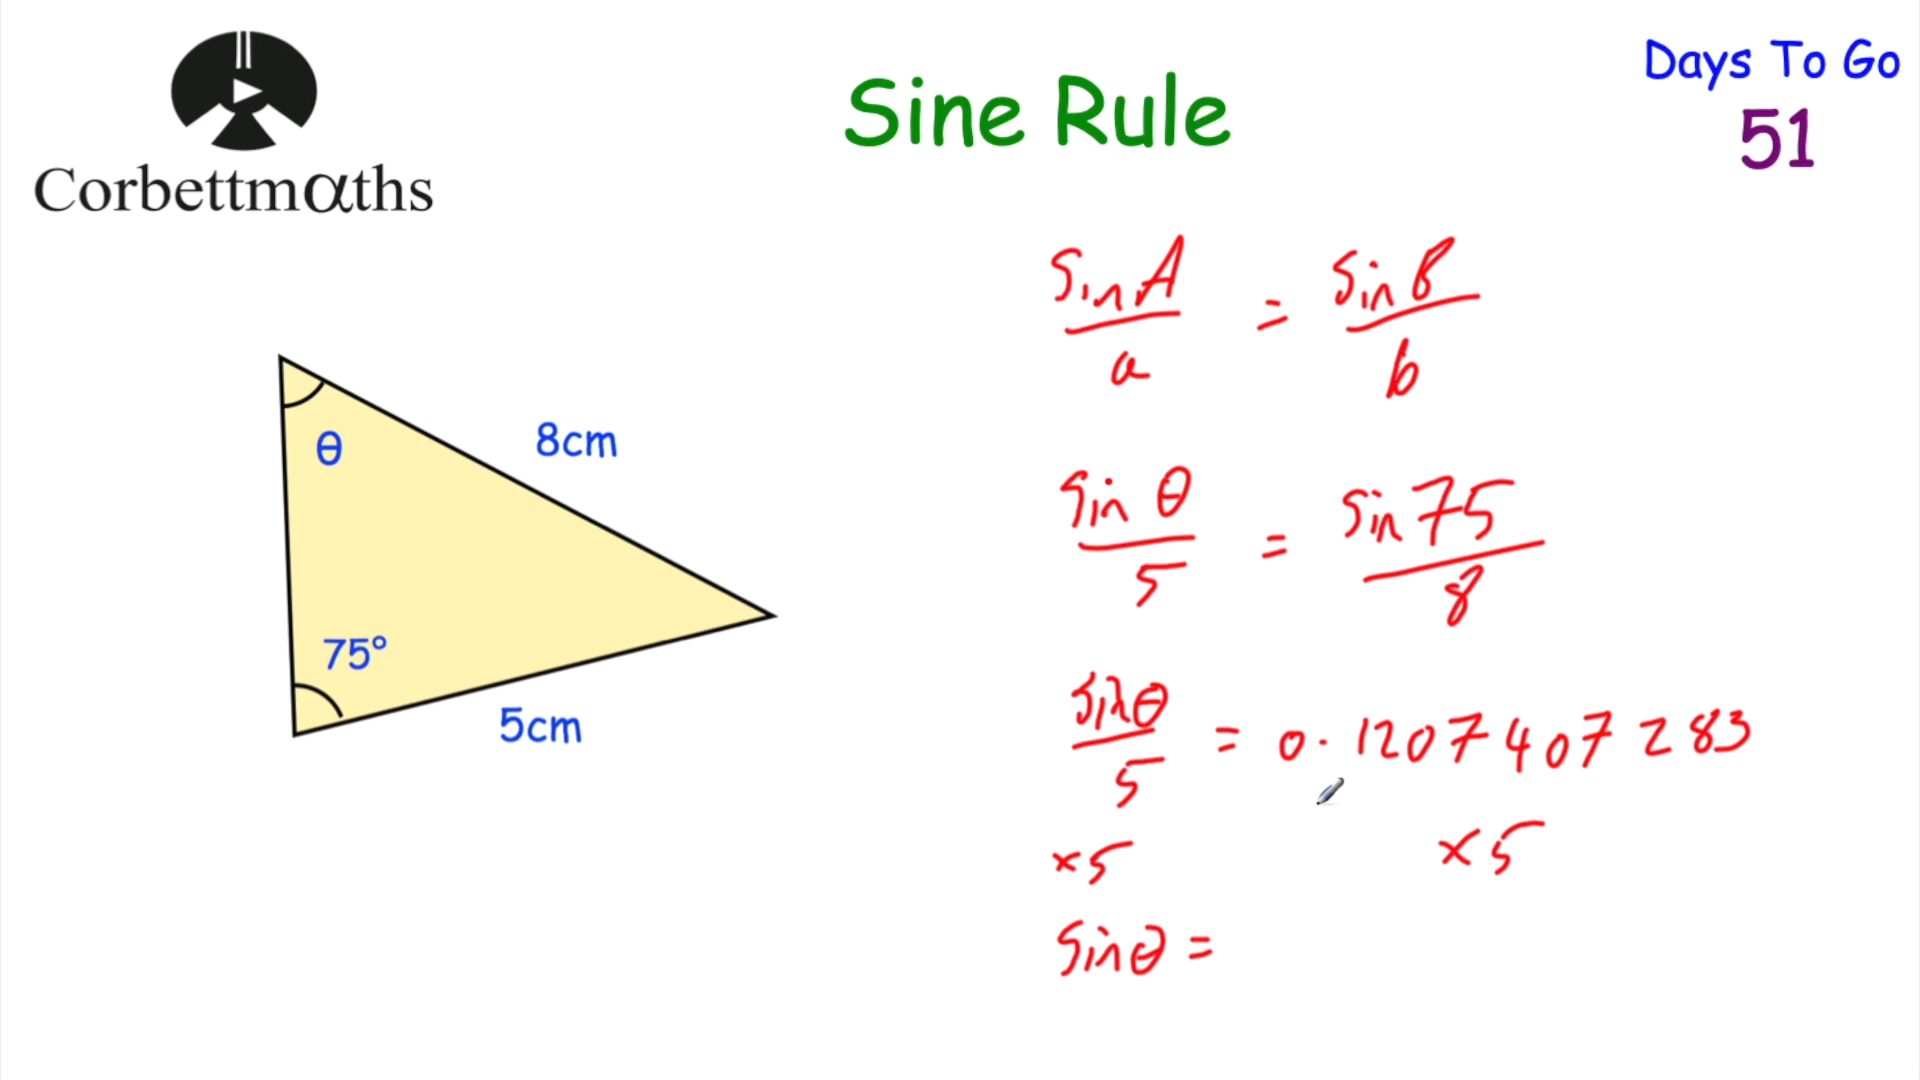 Corbettmαths
Sine Rule
Days To Go
51
θ
8cm
75°
5cm
sin A / a = sin B / b
sin θ / 5 = sin 75 / 8
sin θ / 5 = 0.1207407283
×5 ×5
sin θ =